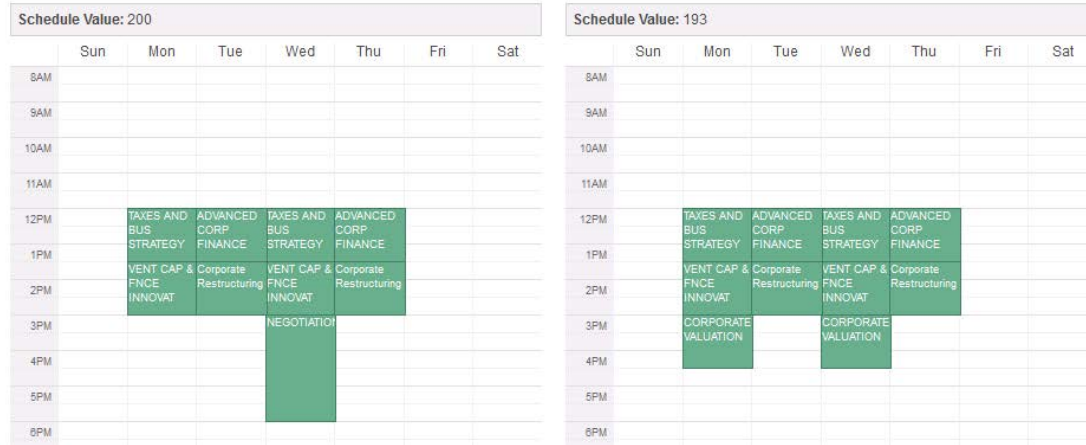 Schedule Value: 200
Sun Mon Tue Wed Thu Fri Sat
8AM
9AM
10AM
11AM
12PM
1PM
2PM
3PM
4PM
5PM
6PM
TAXES AND
BUS
STRATEGY
ADVANCED
CORP
FINANCE
TAXES AND
BUS
STRATEGY
ADVANCED
CORP
FINANCE
VENT CAP &
FNCE
INNOVAT
Corporate
Restructuring
VENT CAP &
FNCE
INNOVAT
Corporate
Restructuring
NEGOTIATION
Schedule Value: 193
Sun Mon Tue Wed Thu Fri Sat
8AM
9AM
10AM
11AM
12PM
1PM
2PM
3PM
4PM
5PM
6PM
TAXES AND
BUS
STRATEGY
ADVANCED
CORP
FINANCE
TAXES AND
BUS
STRATEGY
ADVANCED
CORP
FINANCE
VENT CAP &
FNCE
INNOVAT
Corporate
Restructuring
VENT CAP &
FNCE
INNOVAT
Corporate
Restructuring
CORPORATE
VALUATION
CORPORATE
VALUATION